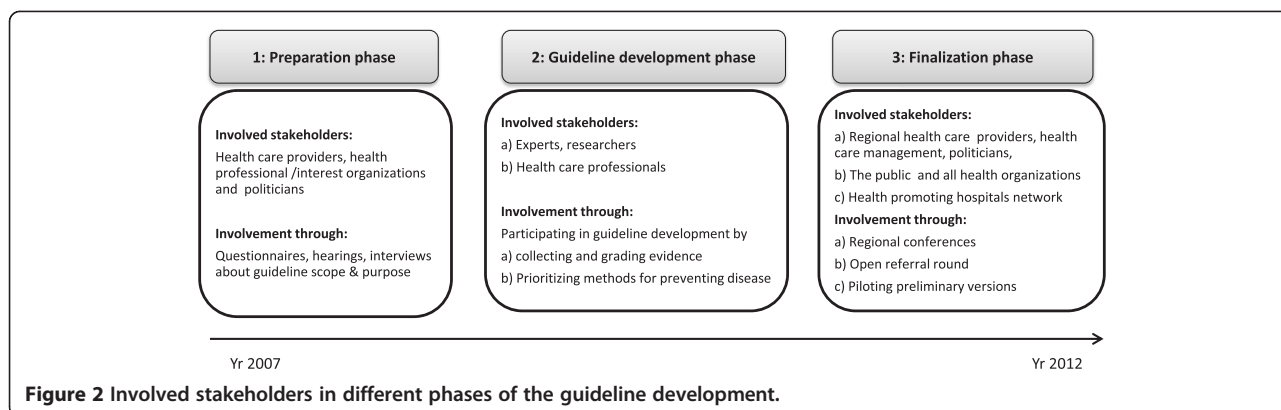 1: Preparation phase
Involved stakeholders:
Health care providers, health
professional /interest organizations
and politicians
Involvement through:
Questionnaires, hearings, interviews
about guideline scope & purpose
2: Guideline development phase
Involved stakeholders:
a) Experts, researchers
b) Health care professionals
Involvement through:
Participating in guideline development by
a) collecting and grading evidence
b) Prioritizing methods for preventing disease
3: Finalization phase
Involved stakeholders:
a) Regional health care providers, health
care management, politicians,
b) The public and all health organizations
c) Health promoting hospitals network
Involvement through:
a) Regional conferences
b) Open referral round
c) Piloting preliminary versions
Yr 2007
Yr 2012
Figure 2 Involved stakeholders in different phases of the guideline development.